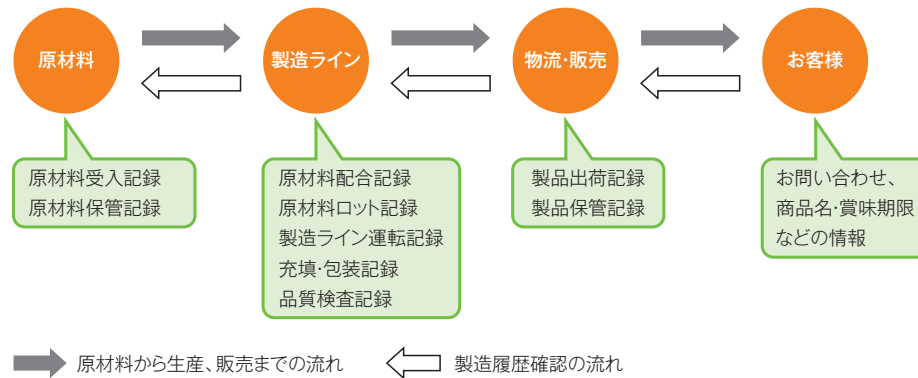 原材料
製造ライン
物流・販売
お客様
原材料受入記録
原材料保管記録
原材料配合記録
原材料ロット記録
製造ライン運転記録
充填・包装記録
品質検査記録
製品出荷記録
製品保管記録
お問い合わせ、
商品名・賞味期限
などの情報
原材料から生産、販売までの流れ
製造履歴確認の流れ